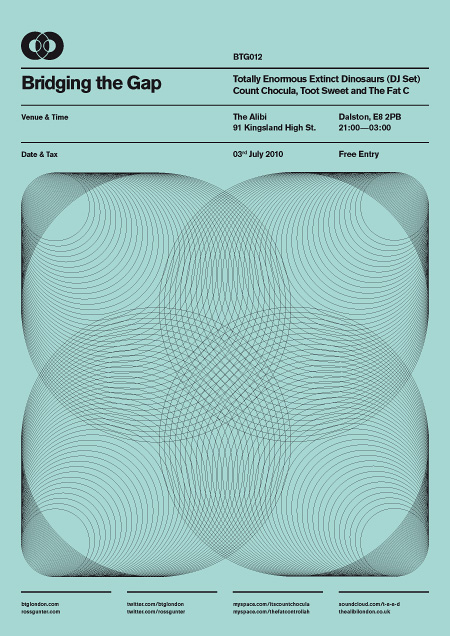 BTG012
Bridging the Gap
Totally Enormous Extinct Dinosaurs (DJ Set)
Count Chocula, Toot Sweet and The Fat C
Venue & Time
The Alibi
91 Kingsland High St.
Dalston, E8 2PB
21:00—03:00
Date & Tax
03rd July 2010
Free Entry
btglondon.com
rossgunter.com
twitter.com/btglondon
twitter.com/rossgunter
myspace.com/itscountchocula
myspace.com/thefatcontrollah
soundcloud.com/t-e-e-d
thealibilondon.co.uk